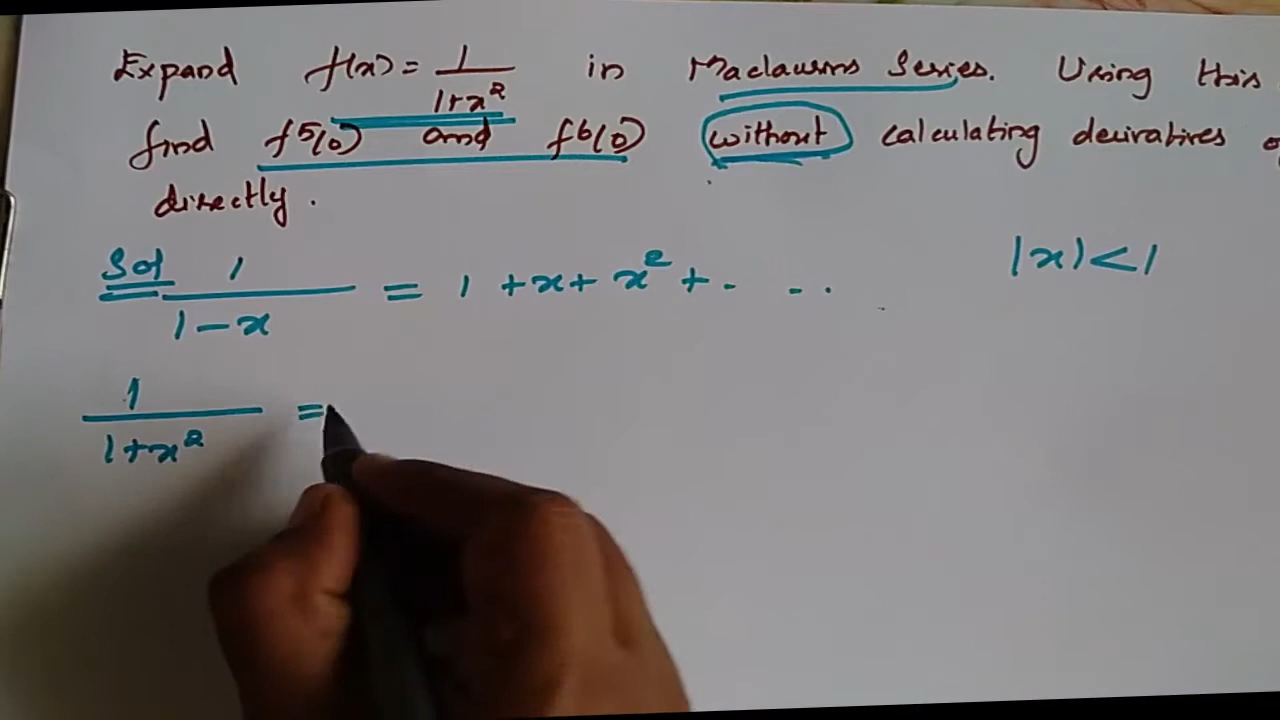 Expand f(x) = 1/(1+x²) in Maclaurins Series. Using this
find f⁵(0) and f⁶(0) without calculating derivatives
directly.
Sol 1/(1-x) = 1 + x + x² + - - - . |x| < 1
1/(1+x²) =